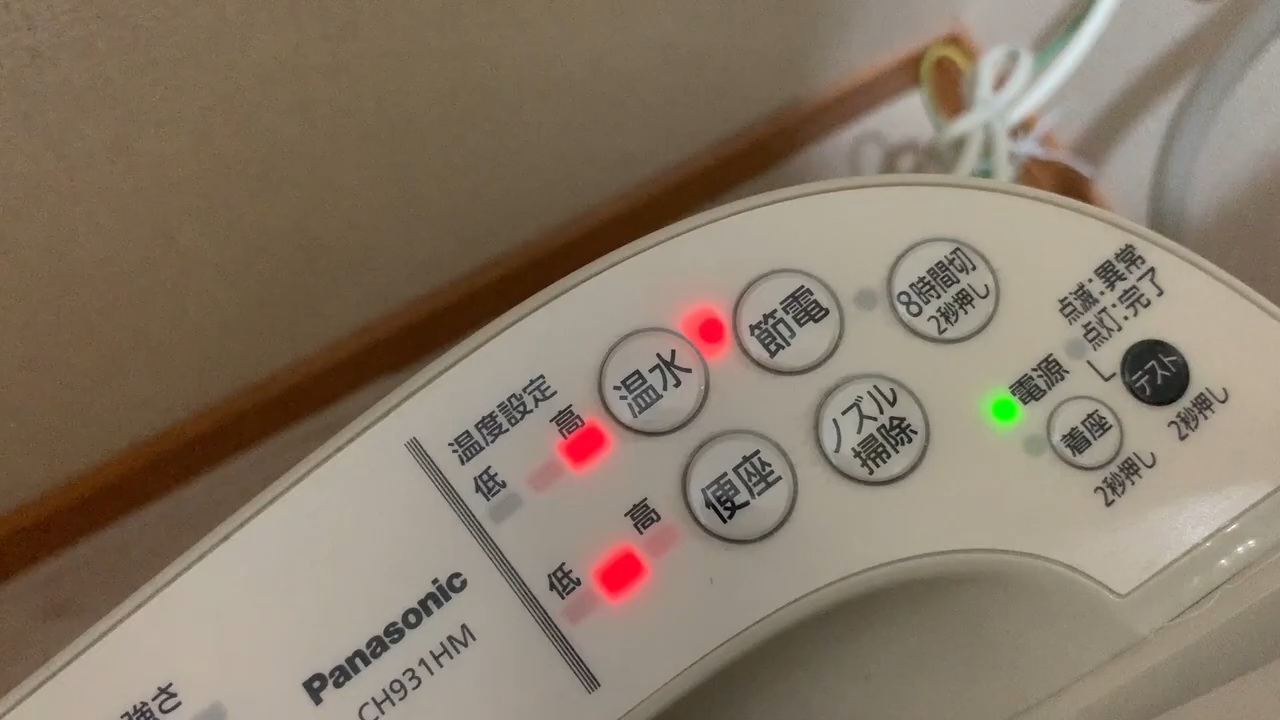 8時間切
2秒押し
点滅:異常
点灯:完了
節電
電源
テスト
2秒押し
温水
ノズル
掃除
着座
2秒押し
温度設定
低
高
便座
低
高
Panasonic
CH931HM
強さ